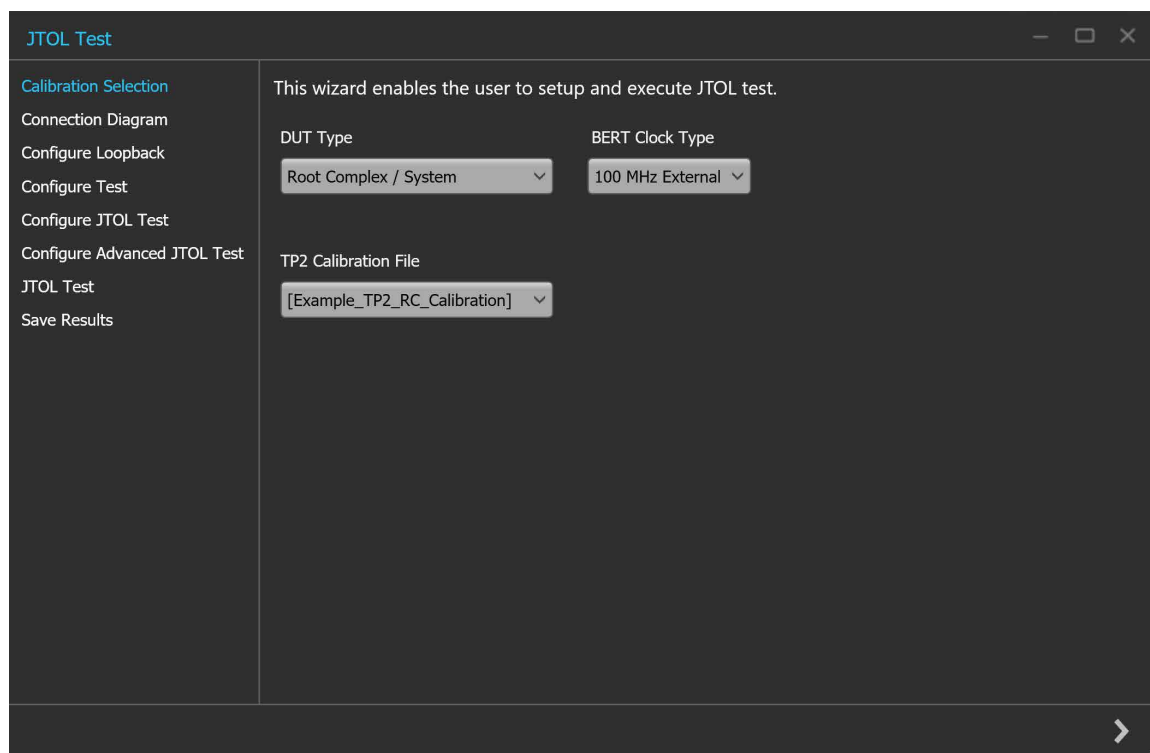 JTOL Test
Calibration Selection
Connection Diagram
Configure Loopback
Configure Test
Configure JTOL Test
Configure Advanced JTOL Test
JTOL Test
Save Results
This wizard enables the user to setup and execute JTOL test.
DUT Type
Root Complex / System
BERT Clock Type
100 MHz External
TP2 Calibration File
[Example_TP2_RC_Calibration]